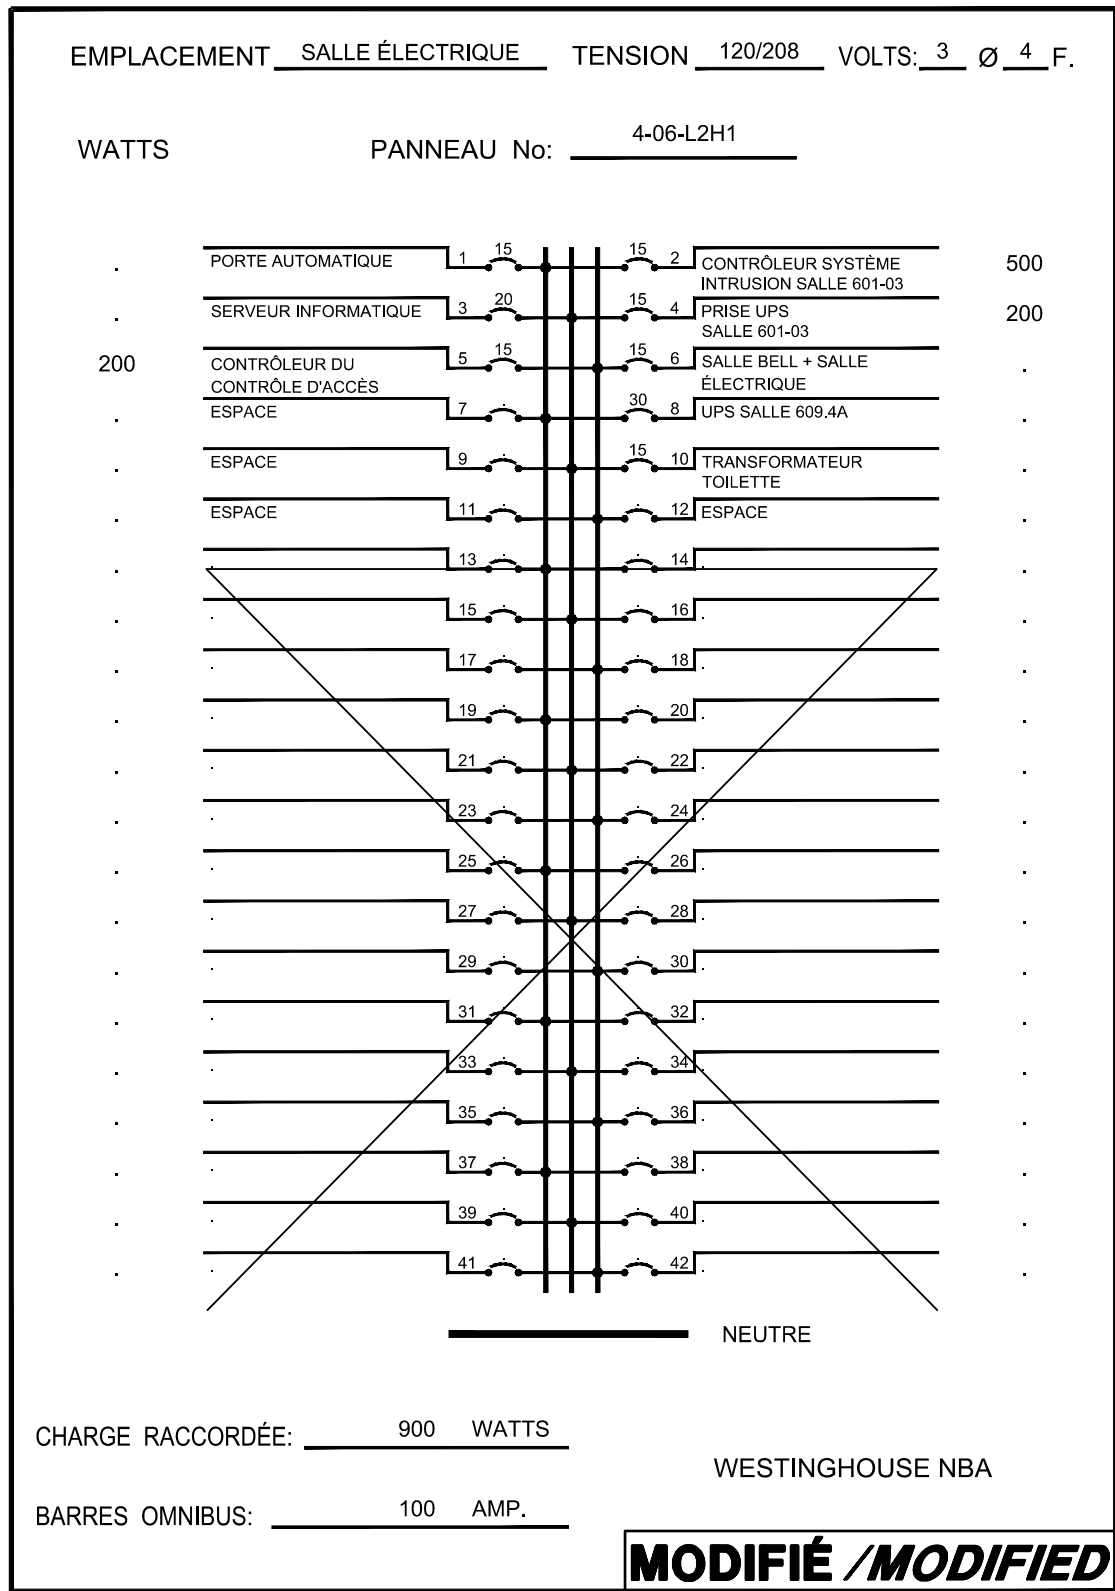 EMPLACEMENT SALLE ÉLECTRIQUE TENSION 120/208 VOLTS: 3 Ø 4 F.
WATTS PANNEAU No: 4-06-L2H1
PORTE AUTOMATIQUE 1 15 15 2 CONTRÔLEUR SYSTÈME 500
INTRUSION SALLE 601-03
SERVEUR INFORMATIQUE 3 20 15 4 PRISE UPS 200
SALLE 601-03
200 CONTRÔLEUR DU 5 15 15 6 SALLE BELL + SALLE
CONTRÔLE D'ACCÈS ÉLECTRIQUE
ESPACE 7 30 8 UPS SALLE 609.4A
ESPACE 9 15 10 TRANSFORMATEUR
TOILETTE
ESPACE 11 12 ESPACE
13 14
15 16
17 18
19 20
21 22
23 24
25 26
27 28
29 30
31 32
33 34
35 36
37 38
39 40
41 42
NEUTRE
CHARGE RACCORDÉE: 900 WATTS
WESTINGHOUSE NBA
BARRES OMNIBUS: 100 AMP.
MODIFIÉ /MODIFIED